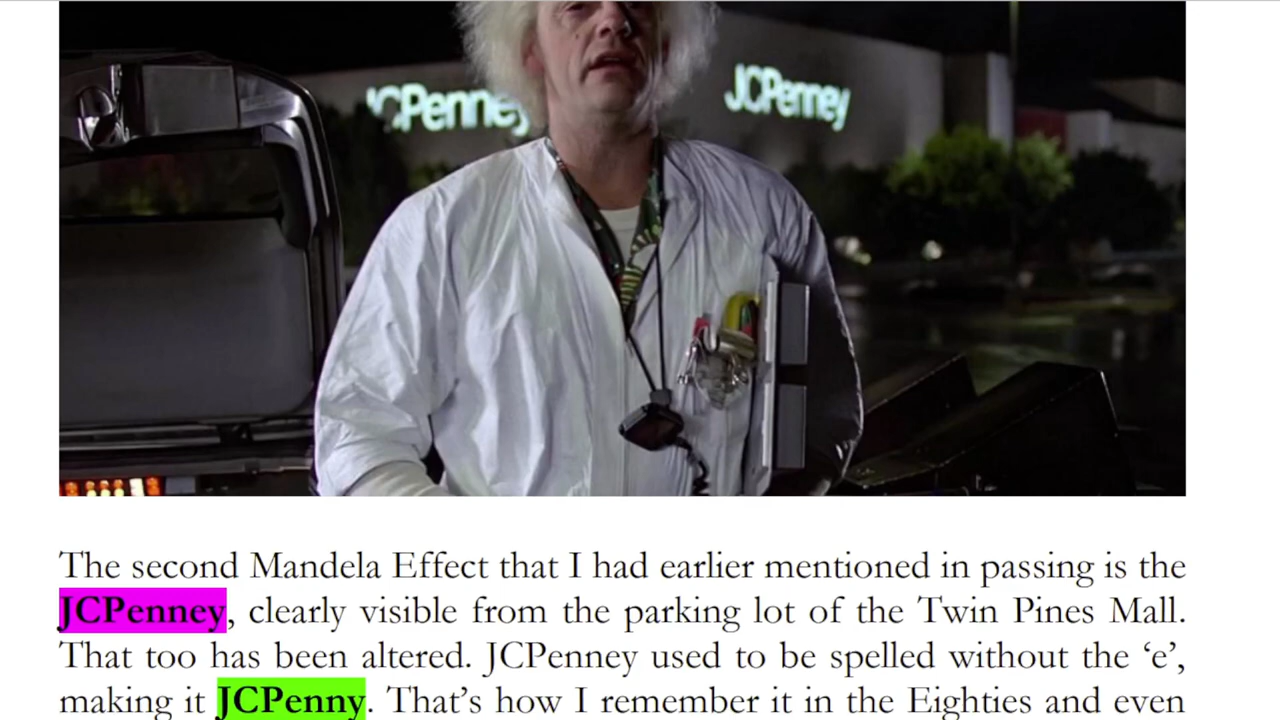 JCPenney
JCPenney
The second Mandela Effect that I had earlier mentioned in passing is the
JCPenney, clearly visible from the parking lot of the Twin Pines Mall.
That too has been altered. JCPenney used to be spelled without the ‘e’,
making it JCPenny. That’s how I remember it in the Eighties and even